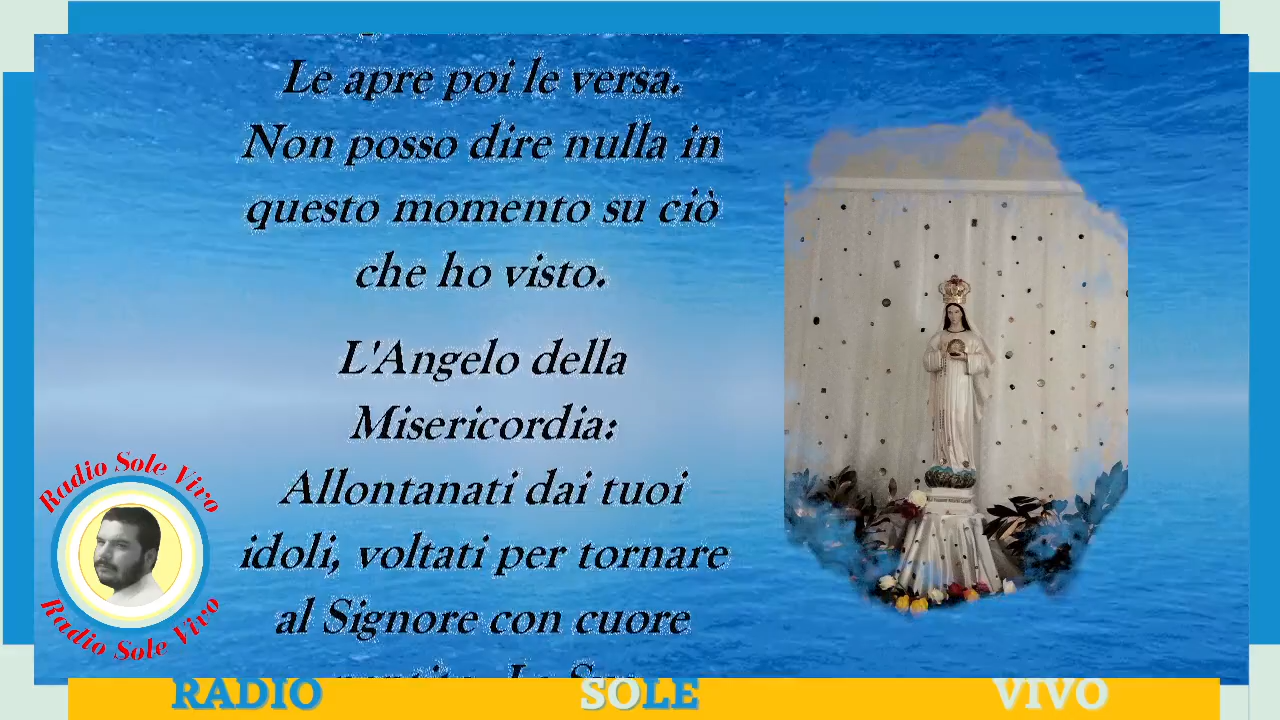 Le apre poi le versa.
Non posso dire nulla in
questo momento su ciò
che ho visto.
L'Angelo della
Misericordia:
Allontanati dai tuoi
idoli, voltati per tornare
al Signore con cuore
Radio Sole Vivo
Radio Sole Vivo
RADIO SOLE VIVO